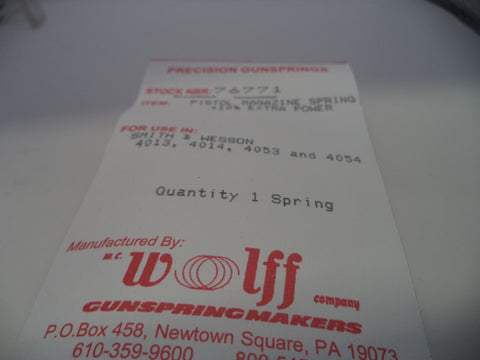 PRECISION GUNSPRINGS
STOCK NBR: 76771
ITEM: PISTOL MAGAZINE SPRING
+10% EXTRA POWER
FOR USE IN:
SMITH & WESSON
4013, 4014, 4053 and 4054
Quantity 1 Spring
Manufactured By:
W.C. Wolff company
GUNSPRINGMAKERS
P.O.Box 458, Newtown Square, PA 19073
610-359-9600 800-